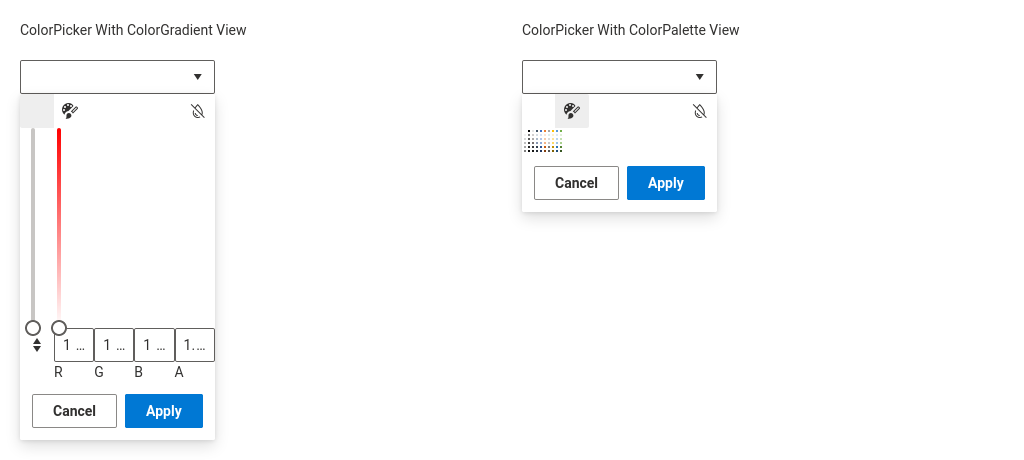 ColorPicker With ColorGradient View
ColorPicker With ColorPalette View
1 ... 1 ... 1 ... 1....
R G B A
Cancel Apply
Cancel Apply